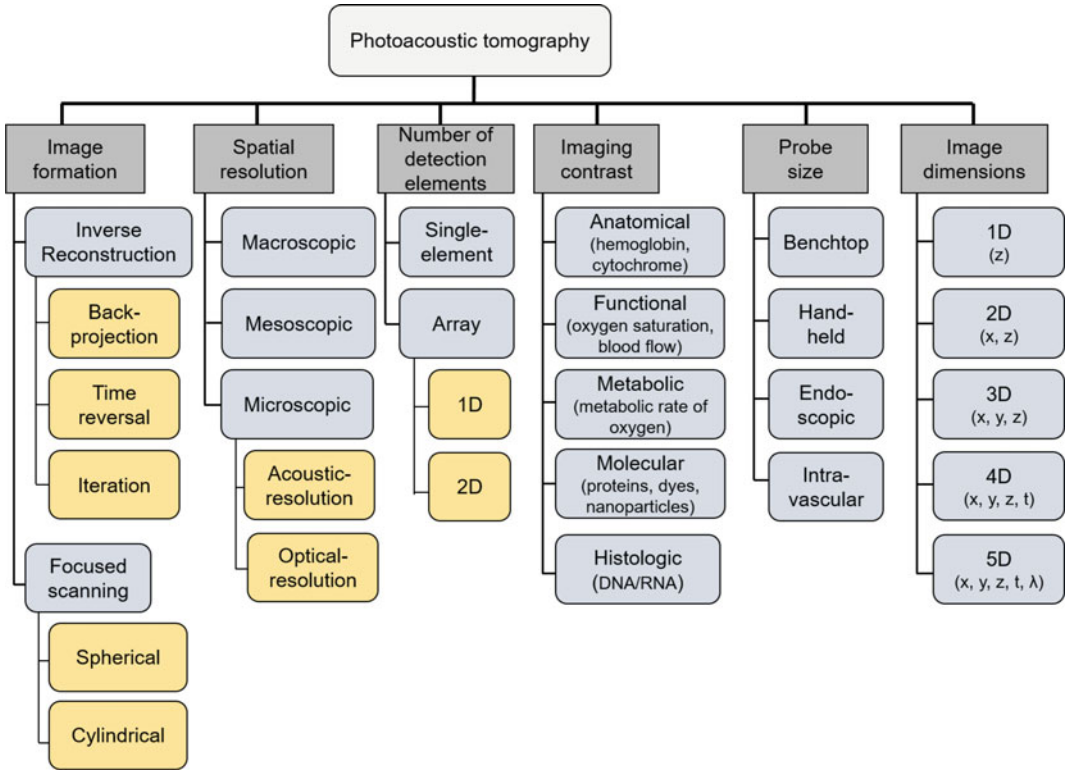 Photoacoustic tomography
Image
formation
Inverse
Reconstruction
Back-
projection
Time
reversal
Iteration
Focused
scanning
Spherical
Cylindrical
Spatial
resolution
Macroscopic
Mesoscopic
Microscopic
Acoustic-
resolution
Optical-
resolution
Number of
detection
elements
Single-
element
Array
1D
2D
Imaging
contrast
Anatomical
(hemoglobin,
cytochrome)
Functional
(oxygen saturation,
blood flow)
Metabolic
(metabolic rate of
oxygen)
Molecular
(proteins, dyes,
nanoparticles)
Histologic
(DNA/RNA)
Probe
size
Benchtop
Hand-
held
Endo-
scopic
Intra-
vascular
Image
dimensions
1D
(z)
2D
(x, z)
3D
(x, y, z)
4D
(x, y, z, t)
5D
(x, y, z, t, λ)